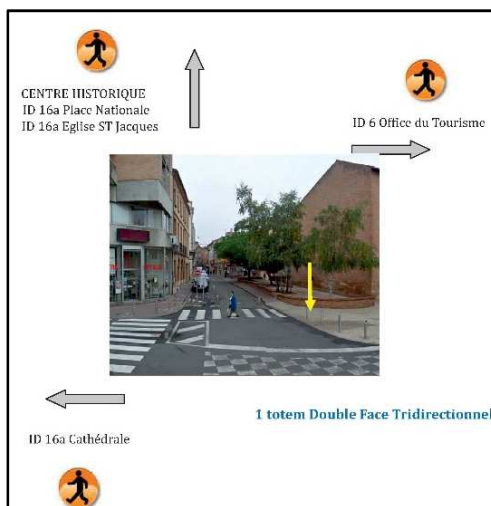 CENTRE HISTORIQUE
ID 16a Place Nationale
ID 16a Eglise ST Jacques
ID 6 Office du Tourisme
1 totem Double Face Tridirectionnel
ID 16a Cathédrale